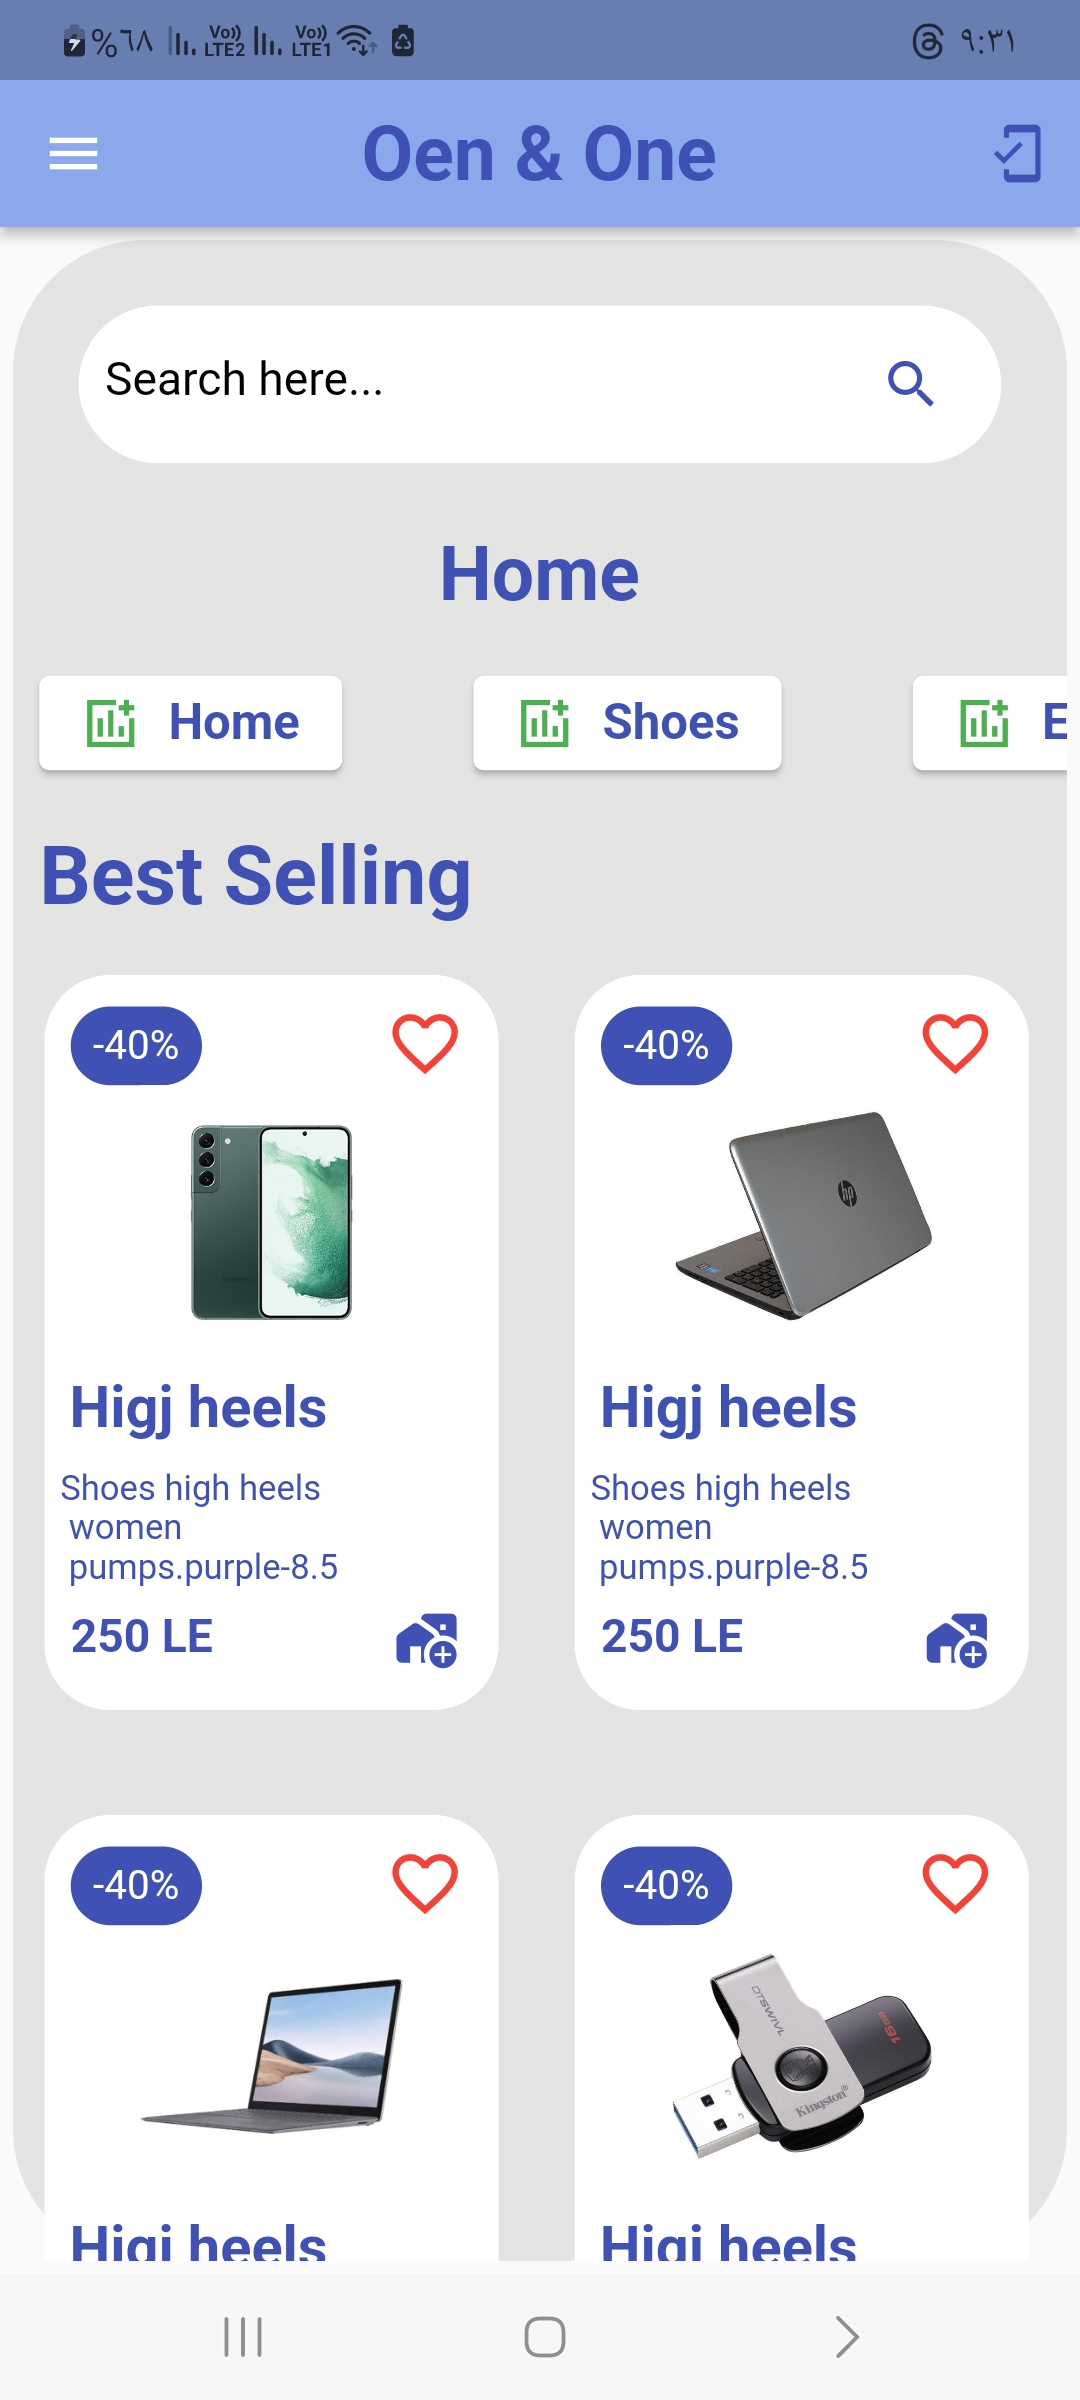 %٦٨ Vo)) LTE2 Vo)) LTE1 ٩:٣١
Oen & One
Search here...
Home
Home Shoes E
Best Selling
-40% -40%
hp
Higj heels Higj heels
Shoes high heels Shoes high heels
women women
pumps.purple-8.5 pumps.purple-8.5
250 LE 250 LE
-40% -40%
DTSWIVL
16GB
Kingston
Higj heels Higj heels